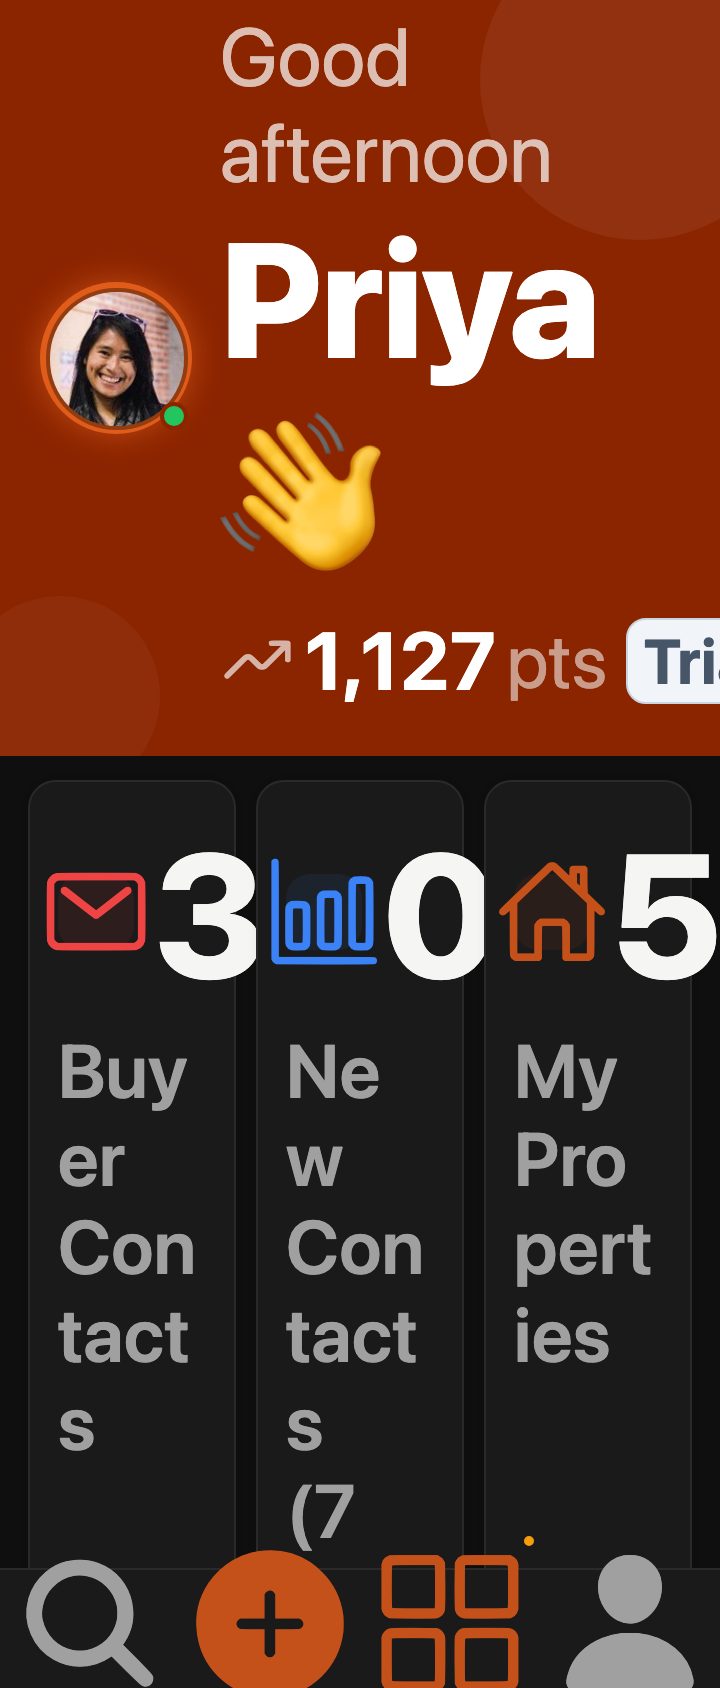 Good
afternoon
Priya
👋
1,127 pts
3
0
5
Buy
er
Con
tact
s
Ne
w
Con
tact
s
(7
My
Pro
pert
ies